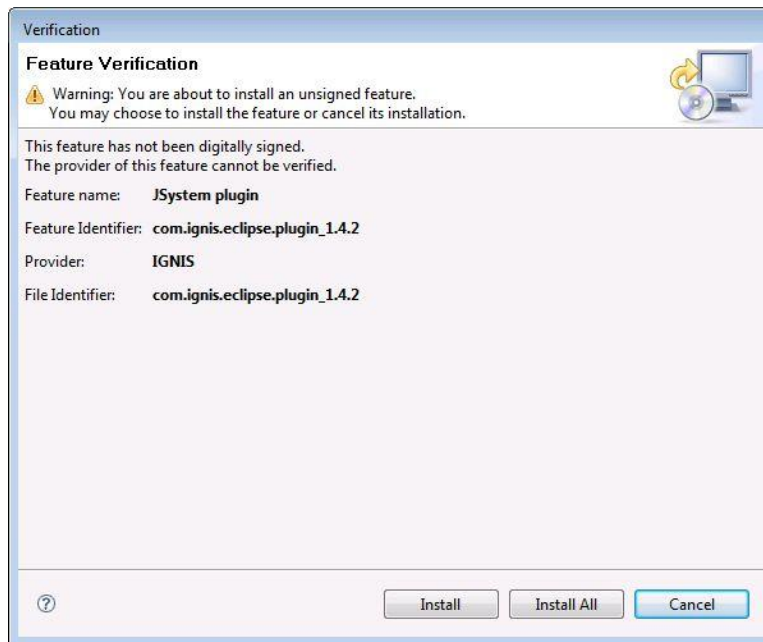 Verification
Feature Verification
Warning: You are about to install an unsigned feature.
You may choose to install the feature or cancel its installation.
This feature has not been digitally signed.
The provider of this feature cannot be verified.
Feature name: JSystem plugin
Feature Identifier: com.ignis.eclipse.plugin_1.4.2
Provider: IGNIS
File Identifier: com.ignis.eclipse.plugin_1.4.2
Install Install All Cancel